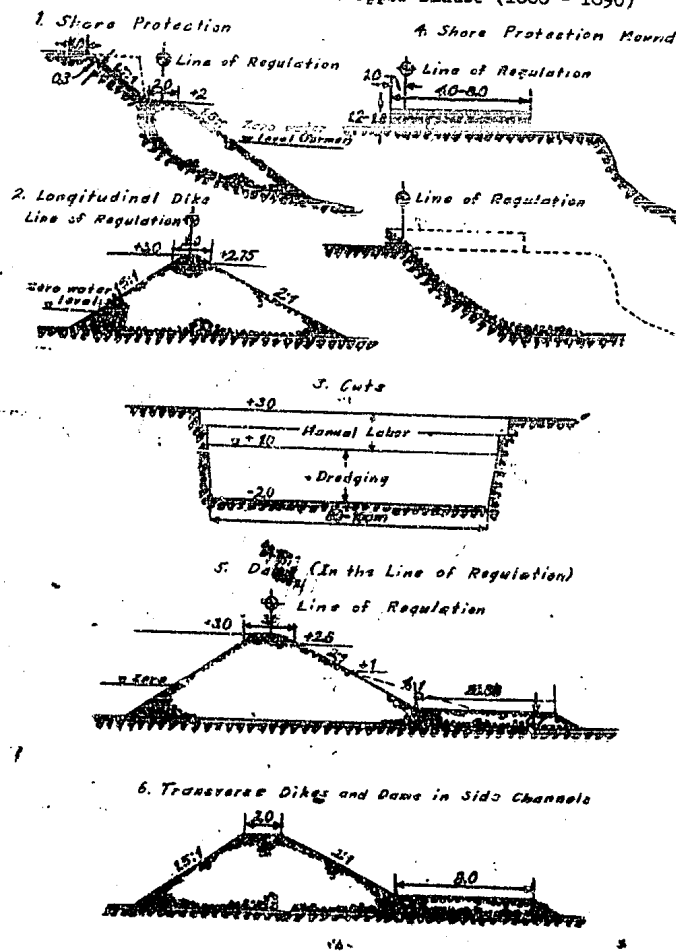 (1880 - 1890)
1. Shore Protection
4. Shore Protection Mound
Line of Regulation
2.0
+2
0.3
Zero water
Level
2.0
Line of Regulation
4.0-8.0
1.2-1.8
2. Longitudinal Dike
Line of Regulation
+3.0
+2.75
1.5:1
2:1
Zero water
level
Line of Regulation
3. Cuts
+3.0
Manual Labor
+1.0
Dredging
-2.0
80-100m
5. (In the Line of Regulation)
Line of Regulation
+3.0
+2.6
+1
Zero
6. Transverse Dikes and Dams in Side Channels
2.0
1.5:1
2:1
8.0